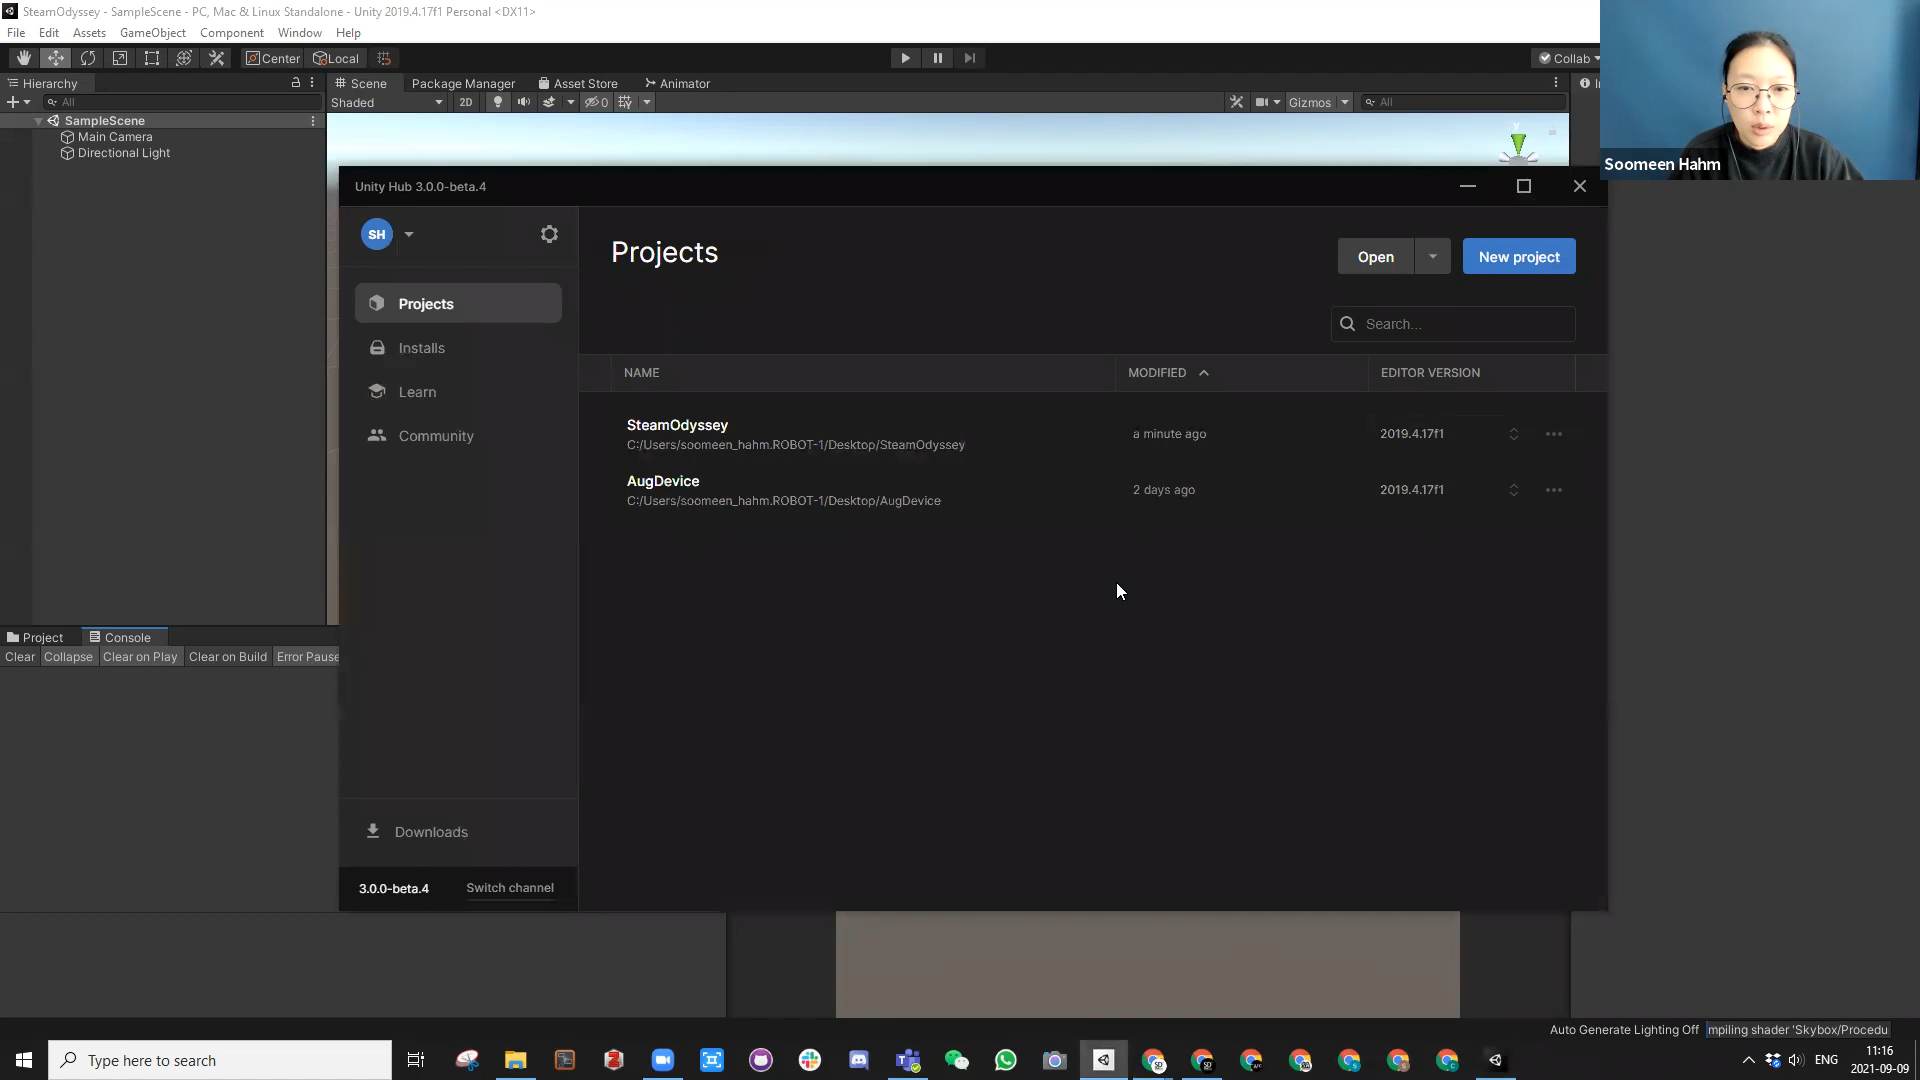 SteamOdyssey - SampleScene - PC, Mac & Linux Standalone - Unity 2019.4.17f1 Personal <DX11>
File Edit Assets GameObject Component Window Help
Center Local Collab
Hierarchy Scene Package Manager Asset Store Animator
All Shaded 2D 0 Gizmos All
SampleScene
Main Camera
Directional Light
Soomeen Hahm
Unity Hub 3.0.0-beta.4
SH
Projects
Installs
Learn
Community
Downloads
3.0.0-beta.4 Switch channel
Projects
Open New project
Search...
NAME MODIFIED EDITOR VERSION
SteamOdyssey a minute ago 2019.4.17f1
C:/Users/soomeen_hahm.ROBOT-1/Desktop/SteamOdyssey
AugDevice 2 days ago 2019.4.17f1
C:/Users/soomeen_hahm.ROBOT-1/Desktop/AugDevice
Project Console
Clear Collapse Clear on Play Clear on Build Error Pause
Auto Generate Lighting Off mpiling shader 'Skybox/Procedu
Type here to search
ENG
11:16
2021-09-09